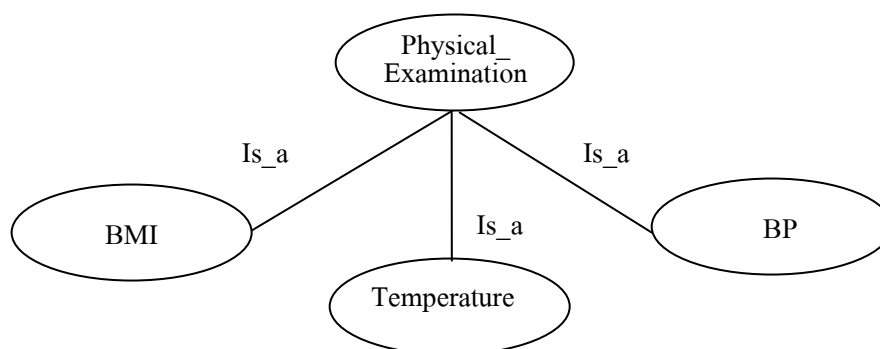 Physical_
Examination
Is_a
Is_a
BMI
Is_a
BP
Temperature